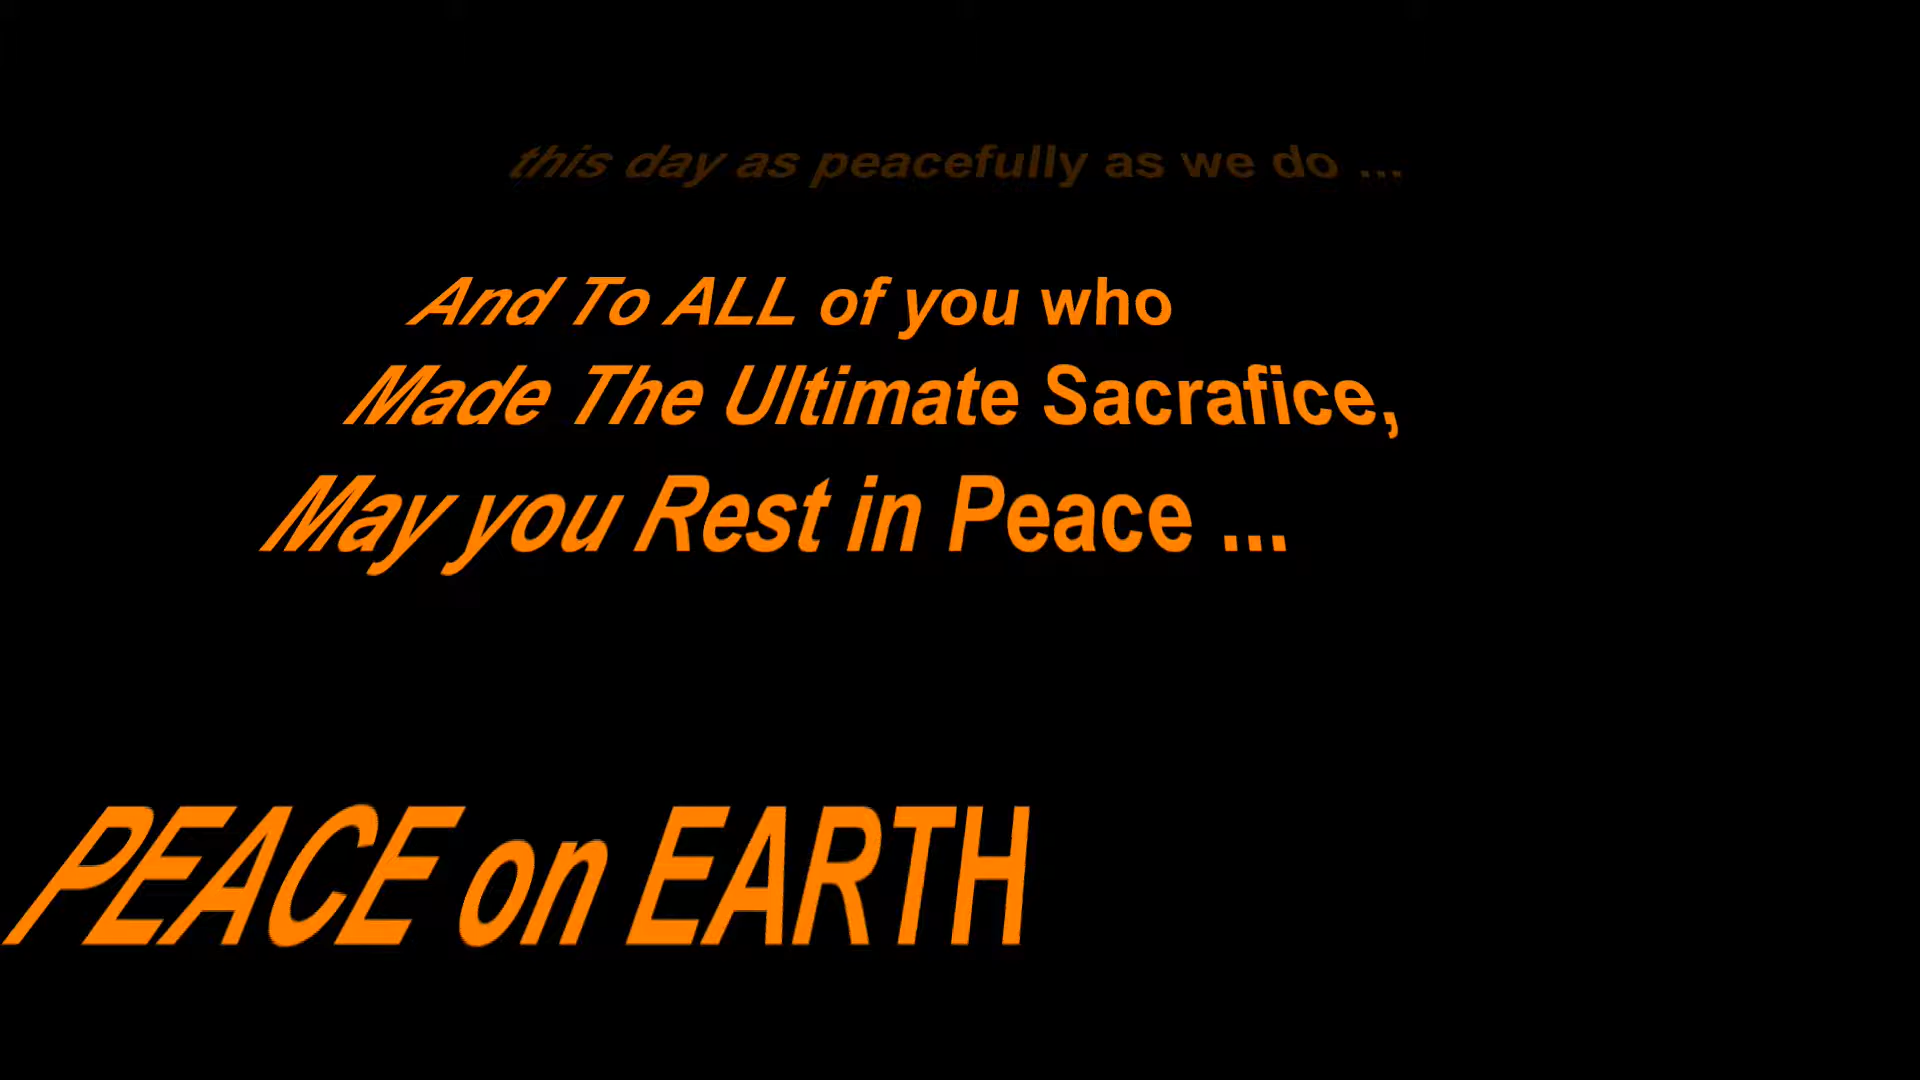 this day as peacefully as we do ...
And To ALL of you who
Made The Ultimate Sacrafice,
May you Rest in Peace ...
PEACE on EARTH